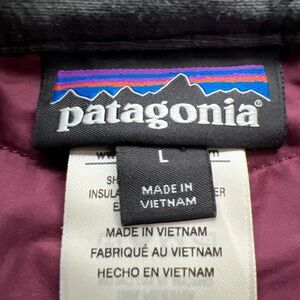 patagonia®
L
MADE IN
VIETNAM
MADE IN VIETNAM
FABRIQUÉ AU VIETNAM
HECHO EN VIETNAM